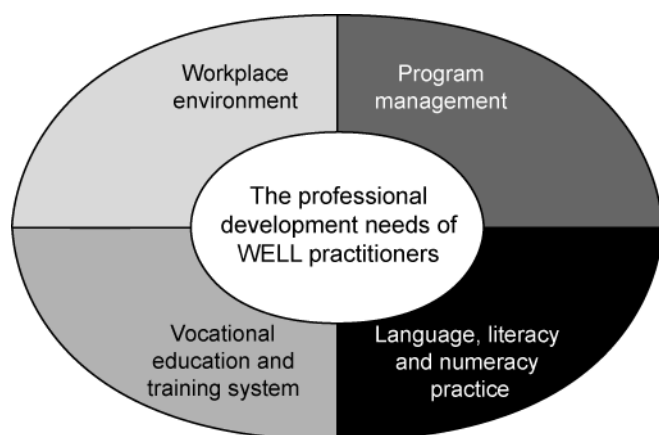 Workplace
environment
Program
management
The professional
development needs of
WELL practitioners
Vocational
education and
training system
Language, literacy
and numeracy
practice